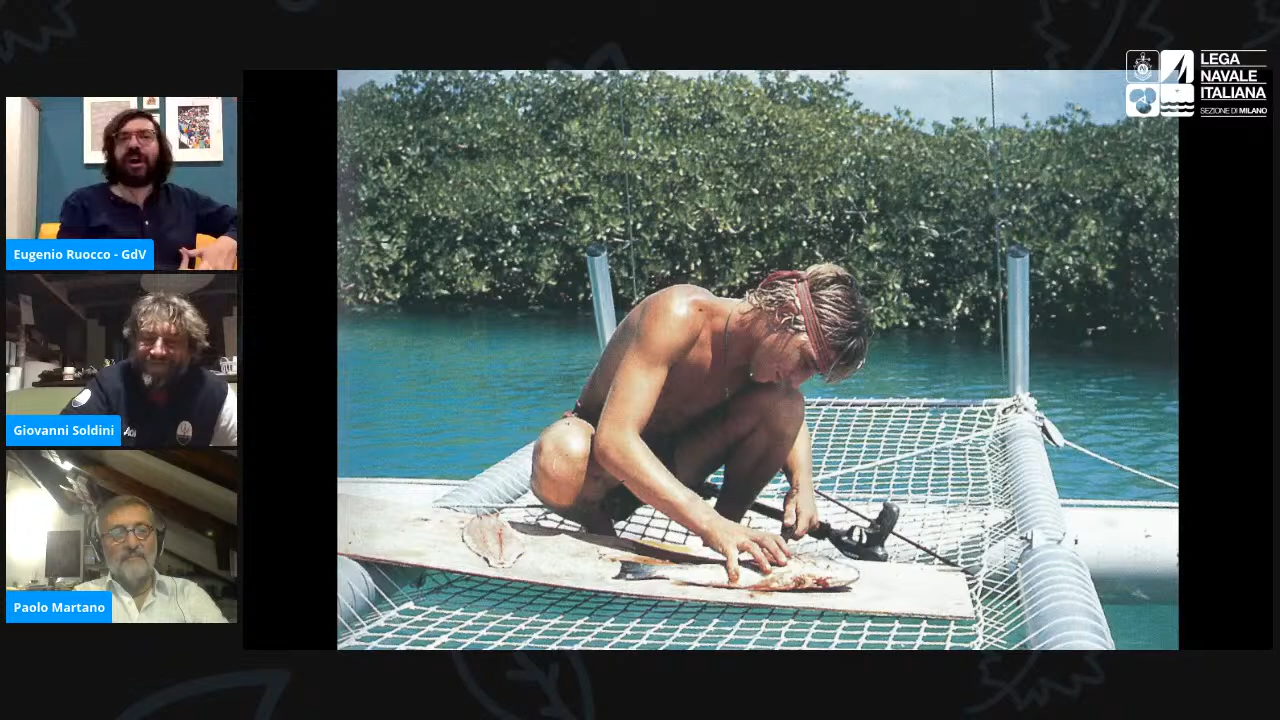 LEGA
NAVALE
ITALIANA
SEZIONE DI MILANO
Eugenio Ruocco - GdV
Giovanni Soldini
Paolo Martano